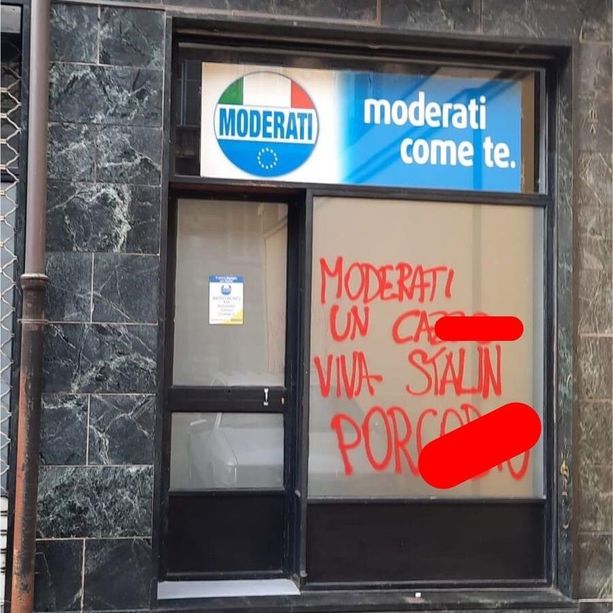 MODERATI
moderati
come te.
MODERATI
UN
VIVA STALIN